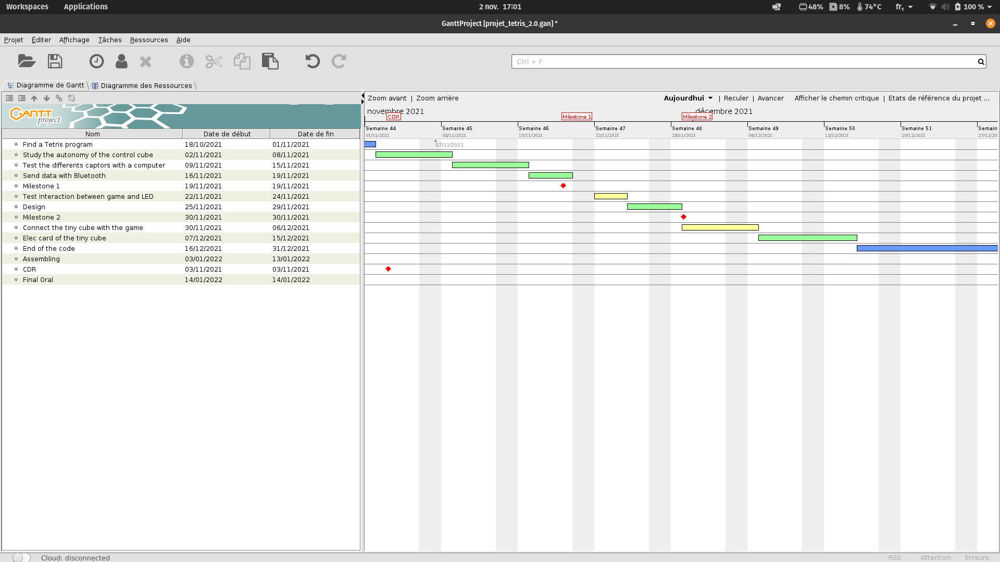 Workspaces Applications 2 nov. 17:01 48% 8% 74°C fr₁ 100 %
GanttProject [projet_tetris_2.0.gan] *
Projet Éditer Affichage Tâches Ressources Aide
Ctrl + F
Diagramme de Gantt Diagramme des Ressources
Zoom avant | Zoom arrière Aujourdhui | Reculer | Avancer Afficher le chemin critique | Etats de référence du projet ...
GANTT project
novembre 2021 décembre 2021
CDR Milestone 1 Milestone 2
Semaine 44 Semaine 45 Semaine 46 Semaine 47 Semaine 48 Semaine 49 Semaine 50 Semaine 51 Semain
01/11/2021 08/11/2021 15/11/2021 22/11/2021 29/11/2021 06/12/2021 13/12/2021 20/12/2021 27/12/20
Nom Date de début Date de fin
Find a Tetris program 18/10/2021 01/11/2021 07/11/2021
Study the autonomy of the control cube 02/11/2021 08/11/2021
Test the differents captors with a computer 09/11/2021 15/11/2021
Send data with Bluetooth 16/11/2021 19/11/2021
Milestone 1 19/11/2021 19/11/2021
Test interaction between game and LED 22/11/2021 24/11/2021
Design 25/11/2021 29/11/2021
Milestone 2 30/11/2021 30/11/2021
Connect the tiny cube with the game 30/11/2021 06/12/2021
Elec card of the tiny cube 07/12/2021 15/12/2021
End of the code 16/12/2021 31/12/2021
Assembling 03/01/2022 13/01/2022
CDR 03/11/2021 03/11/2021
Final Oral 14/01/2022 14/01/2022
Cloud: disconnected RSS Attention Erreurs